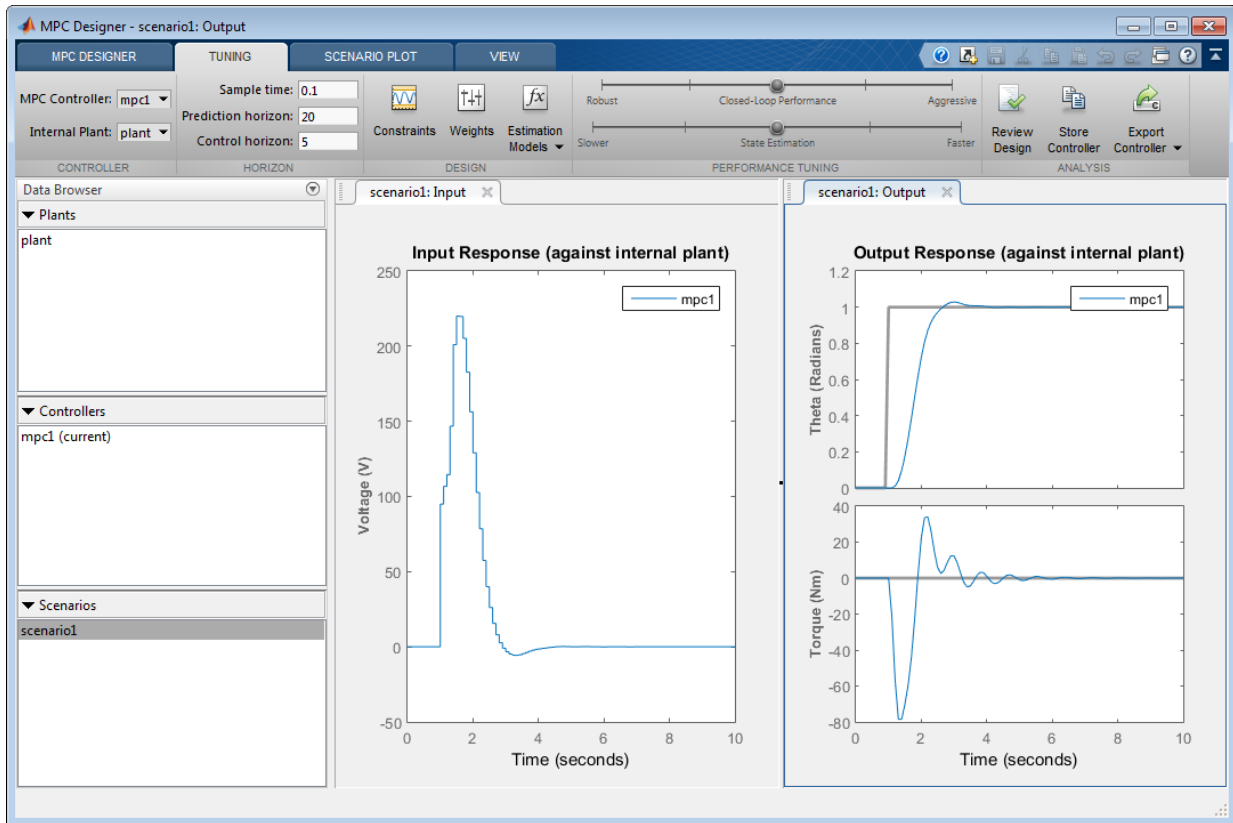 MPC Designer - scenario1: Output
MPC DESIGNER
TUNING
SCENARIO PLOT
VIEW
MPC Controller: mpc1
Internal Plant: plant
CONTROLLER
Sample time: 0.1
Prediction horizon: 20
Control horizon: 5
HORIZON
Constraints
Weights
Estimation
Models
DESIGN
Robust Closed-Loop Performance Aggressive
Slower State Estimation Faster
PERFORMANCE TUNING
Review
Design
Store
Controller
Export
Controller
ANALYSIS
Data Browser
Plants
plant
Controllers
mpc1 (current)
Scenarios
scenario1
scenario1: Input
Input Response (against internal plant)
mpc1
250
200
150
100
50
0
-50
Voltage (V)
0 2 4 6 8 10
Time (seconds)
scenario1: Output
Output Response (against internal plant)
mpc1
1.2
1
0.8
0.6
0.4
0.2
0
Theta (Radians)
40
20
0
-20
-40
-60
-80
Torque (Nm)
0 2 4 6 8 10
Time (seconds)